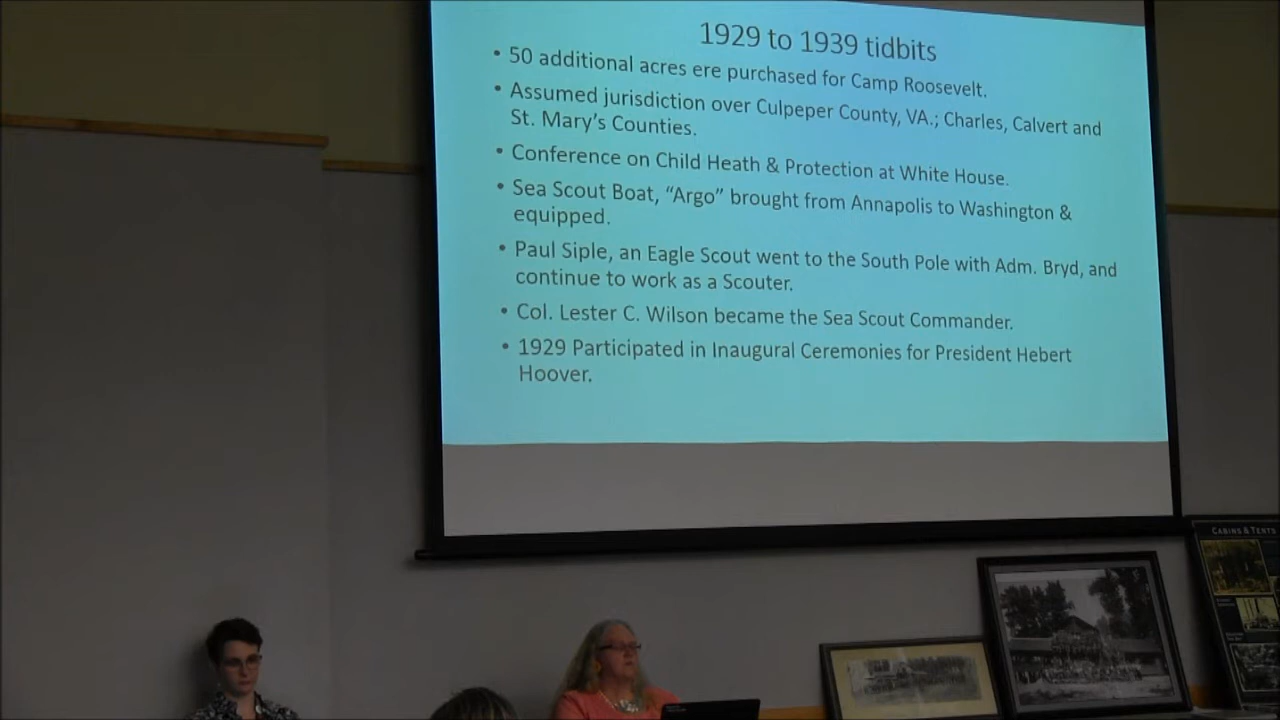 1929 to 1939 tidbits
• 50 additional acres ere purchased for Camp Roosevelt.
• Assumed jurisdiction over Culpeper County, VA.; Charles, Calvert and
St. Mary's Counties.
• Conference on Child Heath & Protection at White House.
• Sea Scout Boat, "Argo" brought from Annapolis to Washington &
equipped.
• Paul Siple, an Eagle Scout went to the South Pole with Adm. Bryd, and
continue to work as a Scouter.
• Col. Lester C. Wilson became the Sea Scout Commander.
• 1929 Participated in Inaugural Ceremonies for President Hebert
Hoover.
CABINS & TENTS